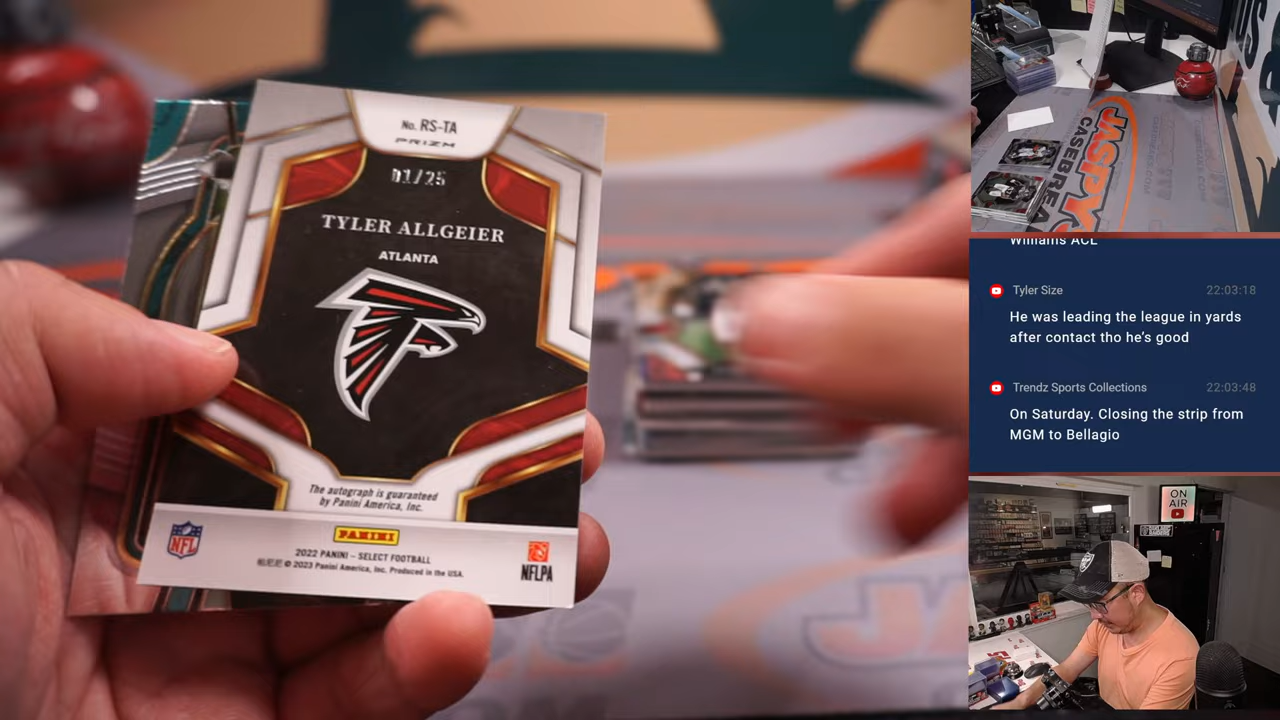 No. RS-TA
PRIZM
01/25
TYLER ALLGEIER
ATLANTA
The autograph is guaranteed
by Panini America, Inc.
NFL
PANINI
2022 PANINI – SELECT FOOTBALL
© 2023 Panini America, Inc. Produced in the USA.
NFLPA
JASPY
CASEBREA
Williams ACL
Tyler Size 22:03:18
He was leading the league in yards
after contact tho he's good
Trendz Sports Collections 22:03:48
On Saturday. Closing the strip from
MGM to Bellagio
ON
AIR